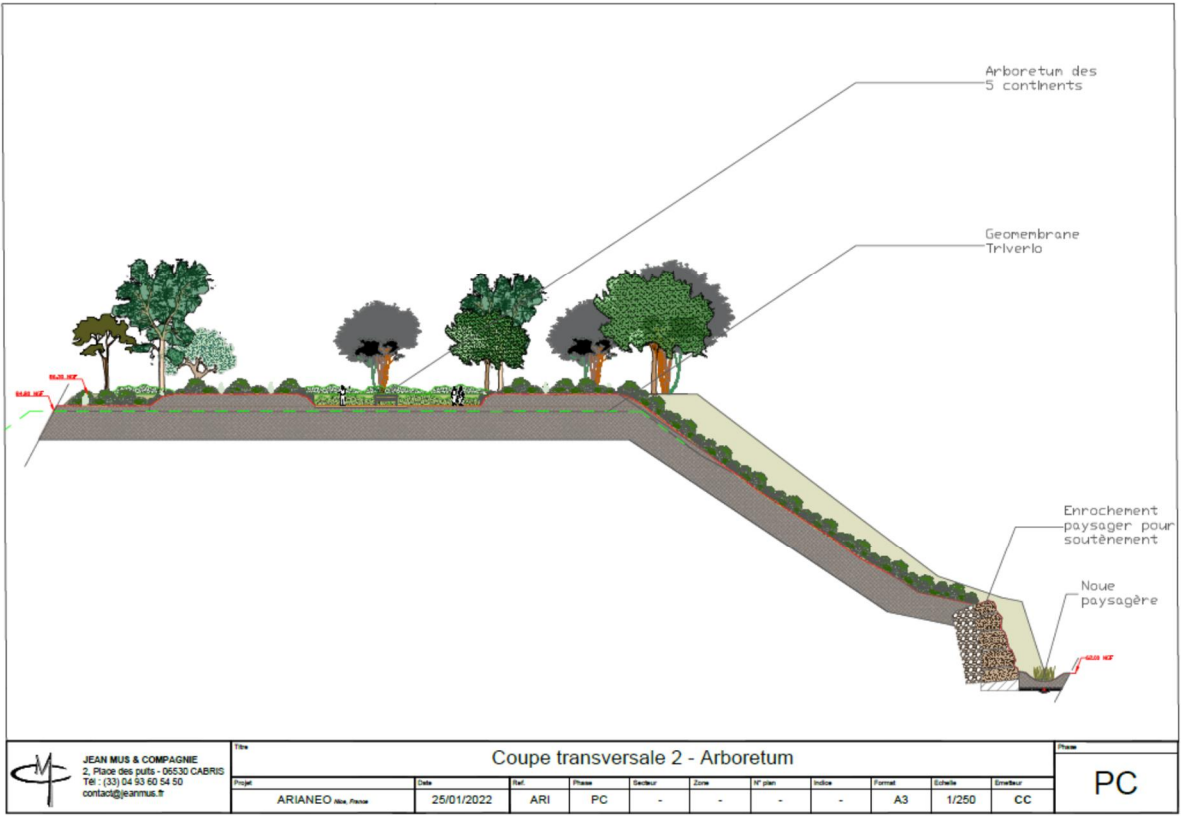 Arboretum des
5 continents
Geomembrane
Triverio
Enrochement
paysager pour
soutènement
Noue
paysagère
JEAN MUS & COMPAGNIE
2, Place des puits - 06530 CABRIS
Tél : (33) 04 93 60 54 50
contact@jeanmus.fr
Titre
Coupe transversale 2 - Arboretum
Phase
PC
Projet
ARIANEO Nice, France
Date
25/01/2022
Ref.
ARI
Phase
PC
Secteur
-
Zone
-
N° plan
-
Indice
-
Format
A3
Echelle
1/250
Emetteur
CC